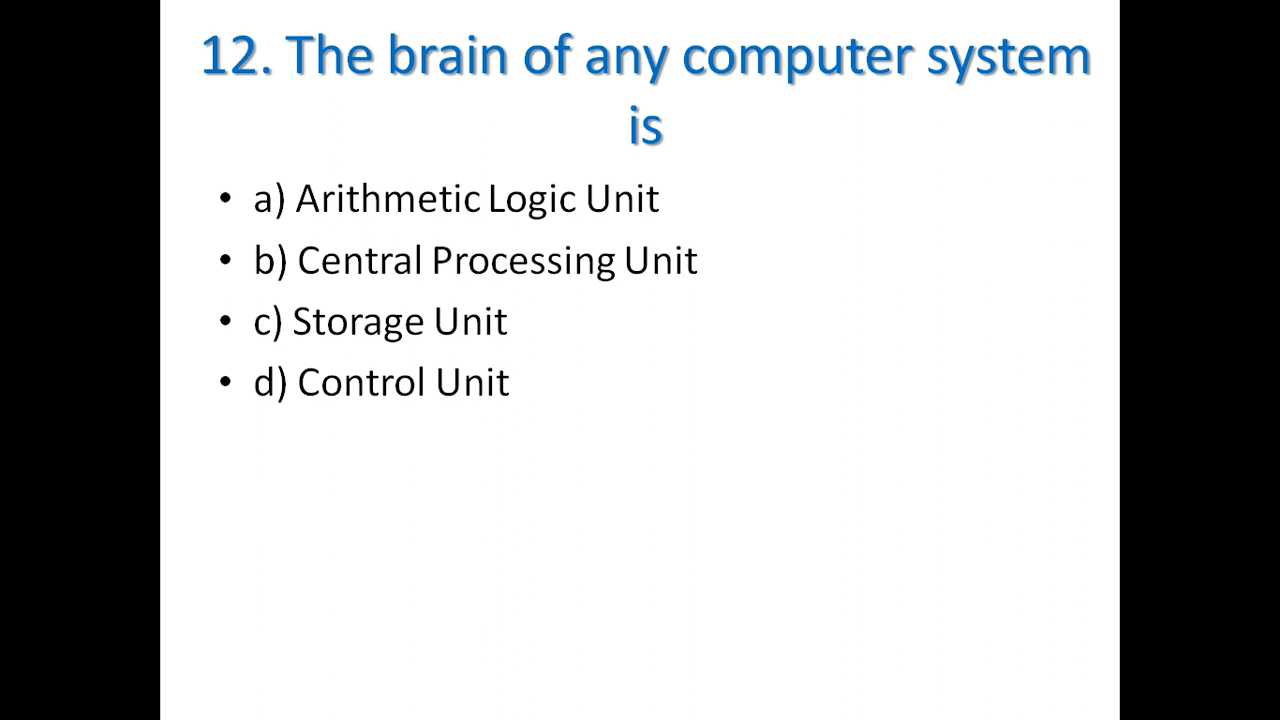 12. The brain of any computer system
is
• a) Arithmetic Logic Unit
• b) Central Processing Unit
• c) Storage Unit
• d) Control Unit